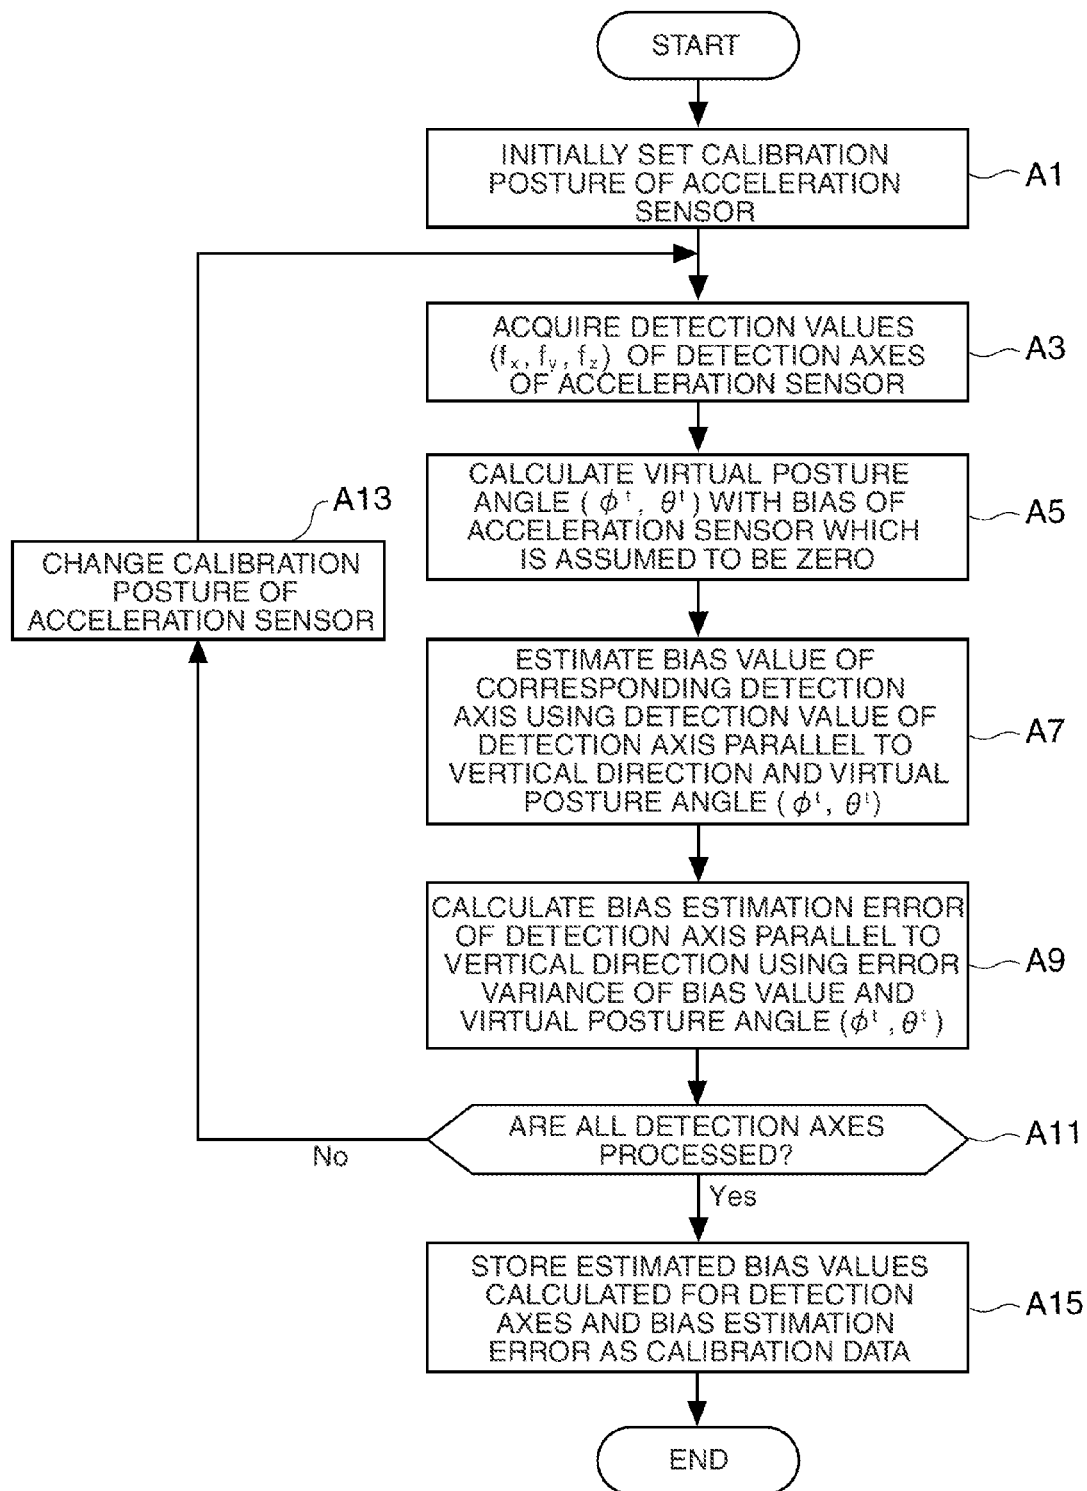 START
INITIALLY SET CALIBRATION
POSTURE OF ACCELERATION
SENSOR
A1
ACQUIRE DETECTION VALUES
(fx, fy, fz) OF DETECTION AXES
OF ACCELERATION SENSOR
A3
CALCULATE VIRTUAL POSTURE
ANGLE (ϕᵗ, θᵗ) WITH BIAS OF
ACCELERATION SENSOR WHICH
IS ASSUMED TO BE ZERO
A5
A13
CHANGE CALIBRATION
POSTURE OF
ACCELERATION SENSOR
ESTIMATE BIAS VALUE OF
CORRESPONDING DETECTION
AXIS USING DETECTION VALUE OF
DETECTION AXIS PARALLEL TO
VERTICAL DIRECTION AND VIRTUAL
POSTURE ANGLE (ϕᵗ, θᵗ)
A7
CALCULATE BIAS ESTIMATION ERROR
OF DETECTION AXIS PARALLEL TO
VERTICAL DIRECTION USING ERROR
VARIANCE OF BIAS VALUE AND
VIRTUAL POSTURE ANGLE (ϕᵗ, θᵗ)
A9
ARE ALL DETECTION AXES
PROCESSED?
A11
No
Yes
STORE ESTIMATED BIAS VALUES
CALCULATED FOR DETECTION
AXES AND BIAS ESTIMATION
ERROR AS CALIBRATION DATA
A15
END